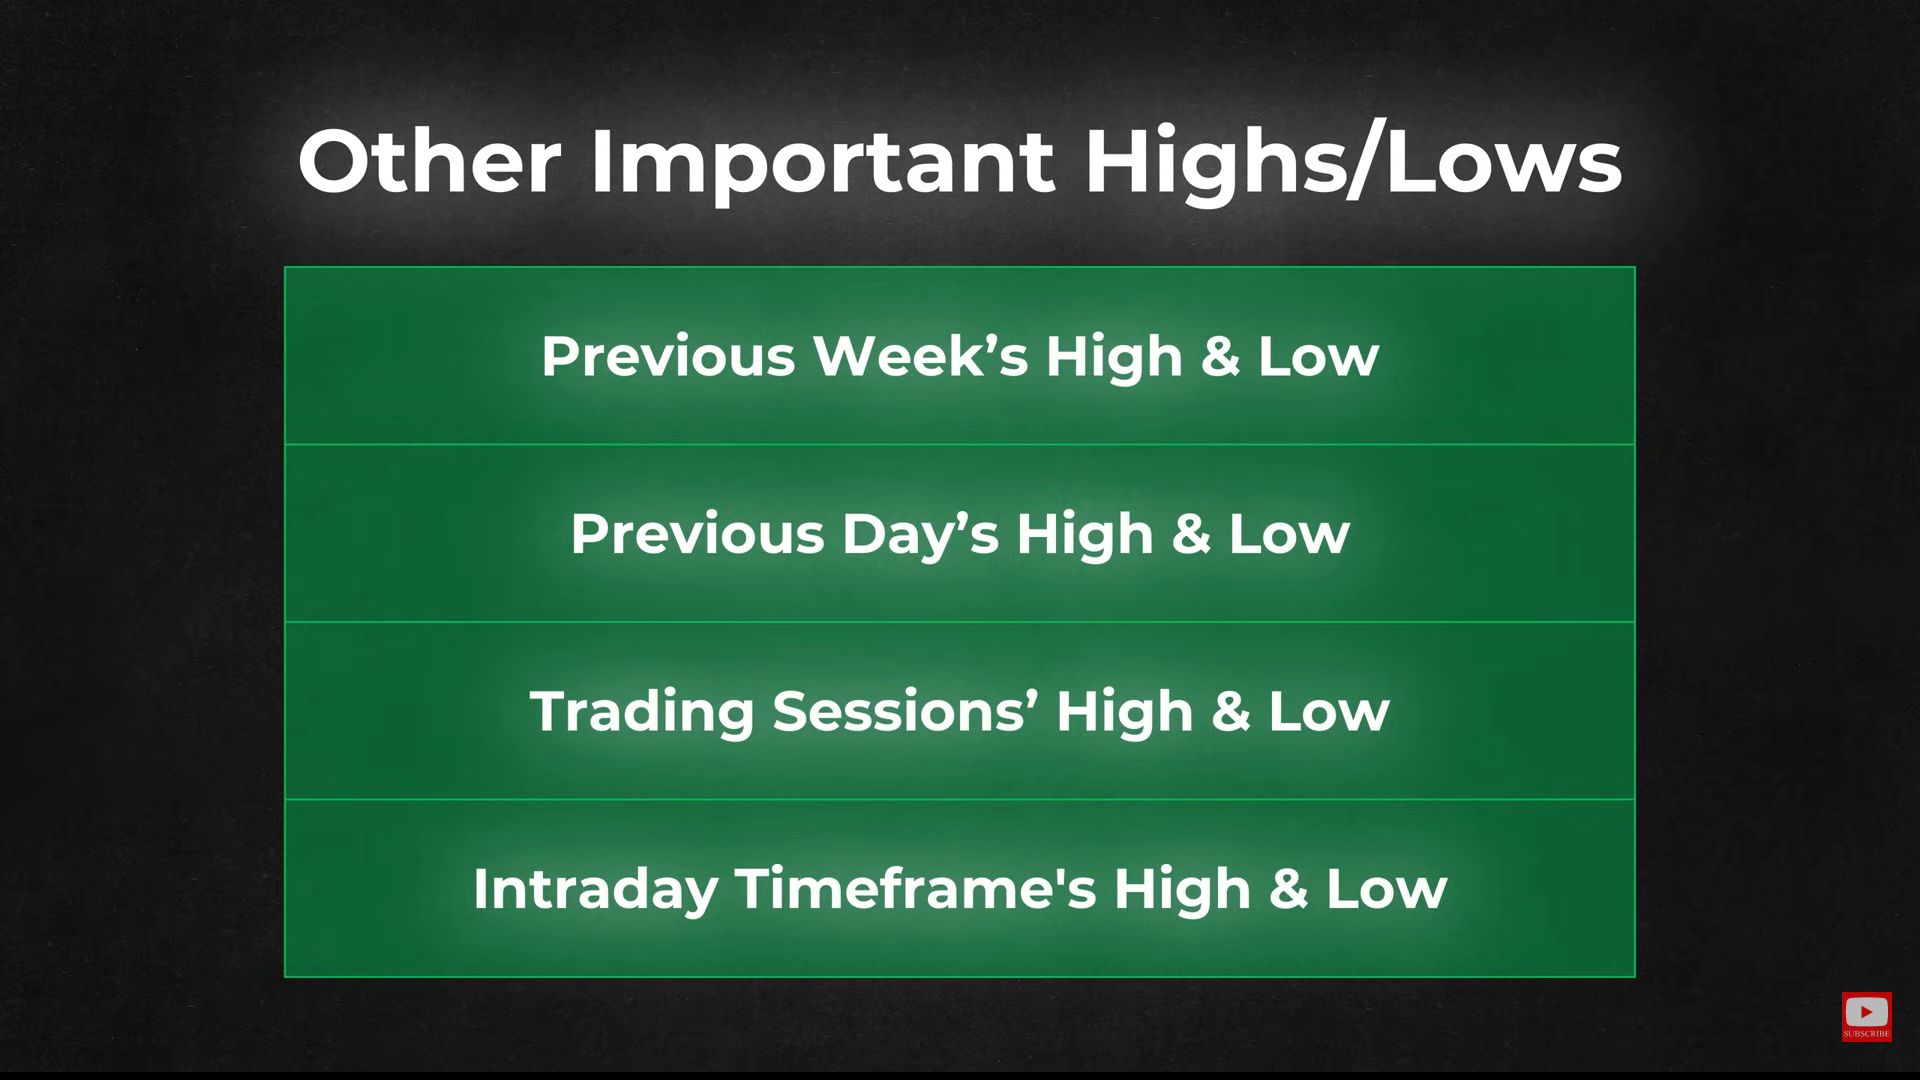 Other Important Highs/Lows
Previous Week’s High & Low
Previous Day’s High & Low
Trading Sessions’ High & Low
Intraday Timeframe's High & Low
SUBSCRIBE